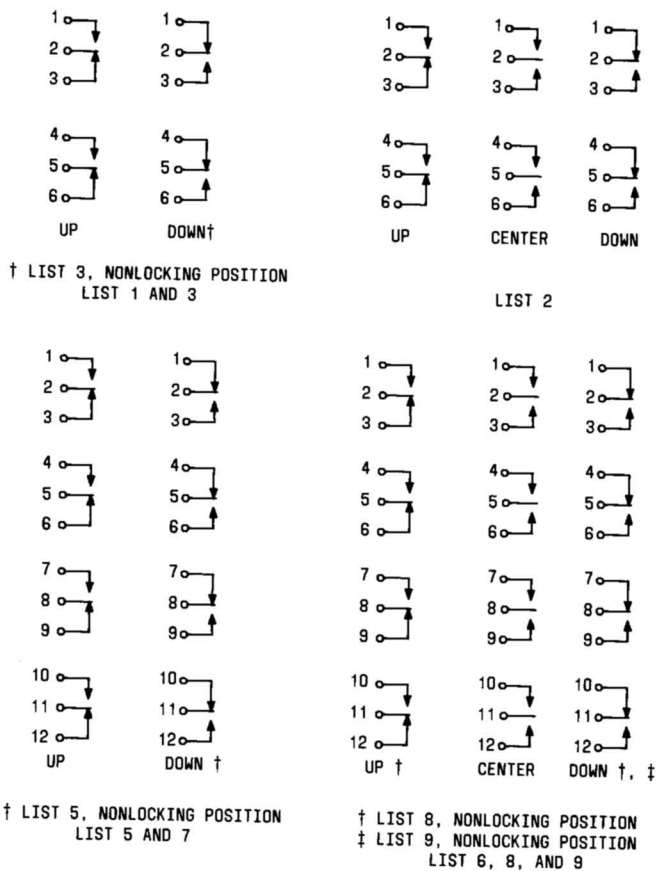 1 1
2 2
3 3
4 4
5 5
6 6
UP DOWN†
† LIST 3, NONLOCKING POSITION
LIST 1 AND 3
1 1 1
2 2 2
3 3 3
4 4 4
5 5 5
6 6 6
UP CENTER DOWN
LIST 2
1 1
2 2
3 3
4 4
5 5
6 6
7 7
8 8
9 9
10 10
11 11
12 12
UP DOWN †
† LIST 5, NONLOCKING POSITION
LIST 5 AND 7
1 1 1
2 2 2
3 3 3
4 4 4
5 5 5
6 6 6
7 7 7
8 8 8
9 9 9
10 10 10
11 11 11
12 12 12
UP † CENTER DOWN †, ‡
† LIST 8, NONLOCKING POSITION
‡ LIST 9, NONLOCKING POSITION
LIST 6, 8, AND 9